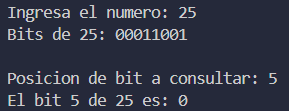 Ingresa el numero: 25
Bits de 25: 00011001
Posicion de bit a consultar: 5
El bit 5 de 25 es: 0